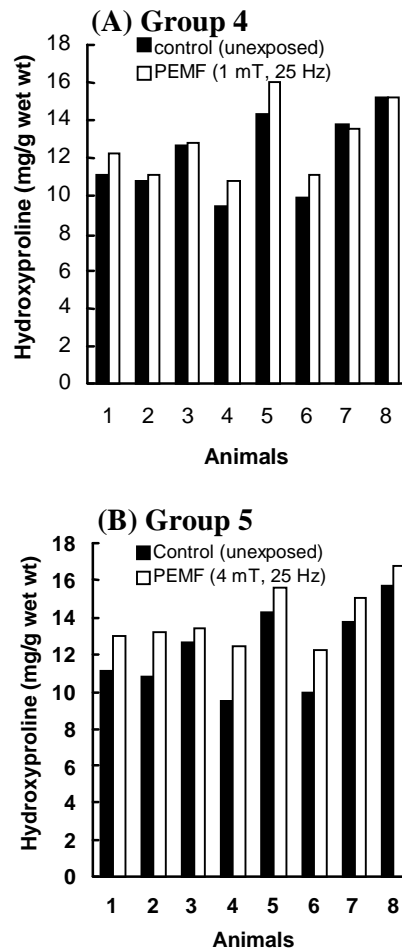 (A) Group 4
control (unexposed)
PEMF (1 mT, 25 Hz)
Hydroxyproline (mg/g wet wt)
18
16
14
12
10
8
6
4
2
0
1 2 3 4 5 6 7 8
Animals
(B) Group 5
Control (unexposed)
PEMF (4 mT, 25 Hz)
Hydroxyproline (mg/g wet wt)
18
16
14
12
10
8
6
4
2
0
1 2 3 4 5 6 7 8
Animals